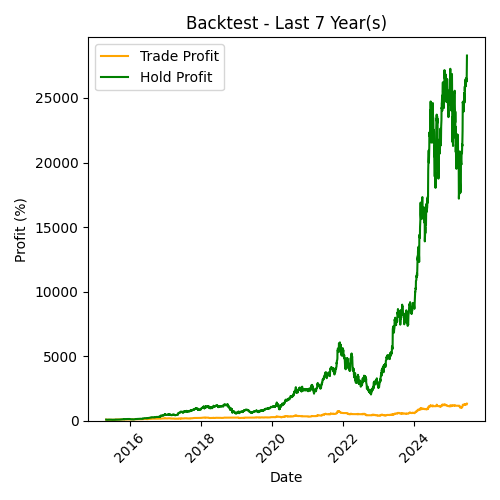 Backtest - Last 7 Year(s)
Trade Profit
Hold Profit
Profit (%)
25000
20000
15000
10000
5000
0
2016
2018
2020
2022
2024
Date